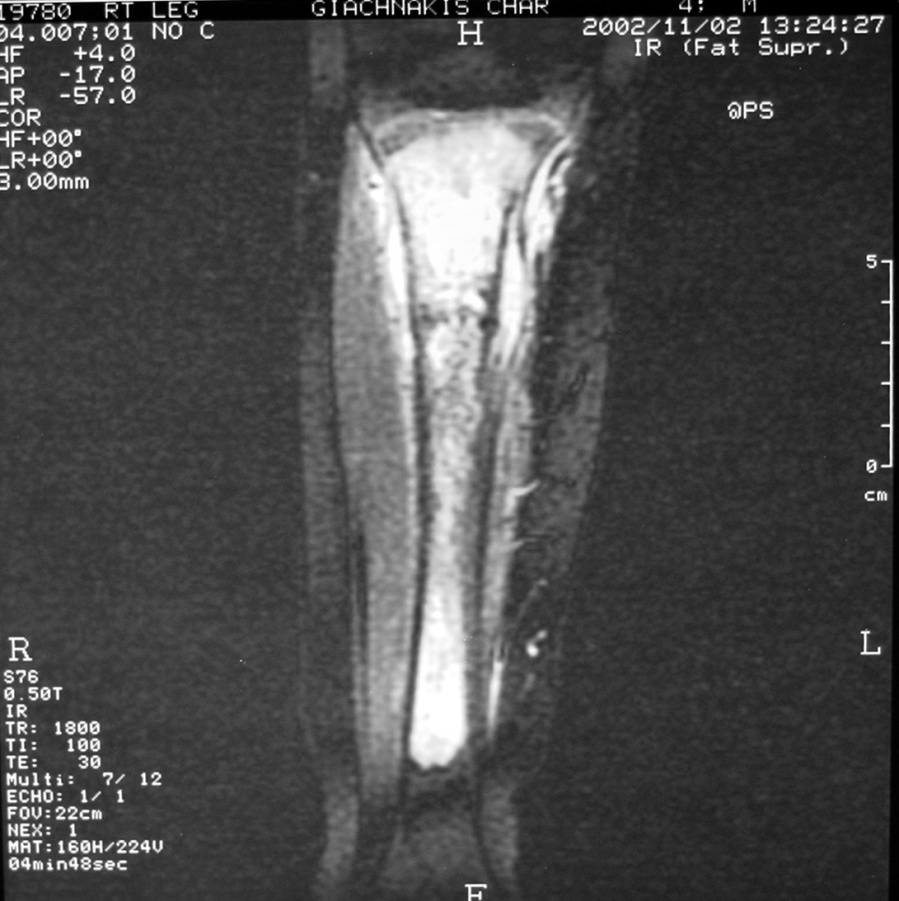 19780 RT LEG GIACHNAKIS CHAR 4: M
04.007;01 NO C H 2002/11/02 13:24:27
HF +4.0 IR (Fat Supr.)
AP -17.0
LR -57.0
COR @PS
HF+00°
LR+00°
3.00mm
5
0
cm
R L
S76
0.50T
IR
TR: 1800
TI: 100
TE: 30
Multi: 7/ 12
ECHO: 1/ 1
FOV:22cm
NEX: 1
MAT:160H/224V
04min48sec
F